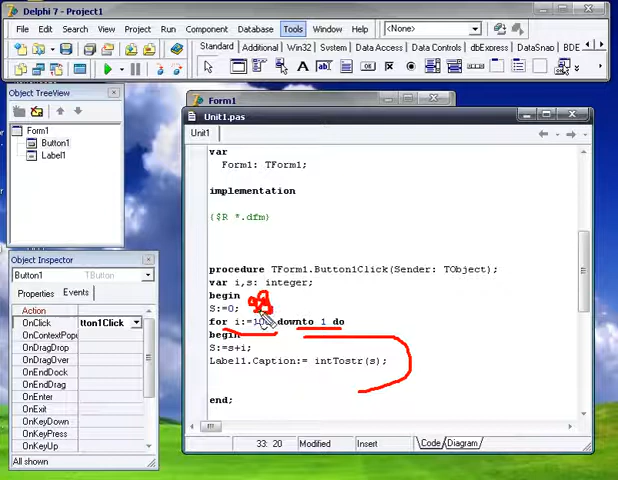 Delphi 7 - Project1
File Edit Search View Project Run Component Database Tools Window Help <None>
Standard Additional Win32 System Data Access Data Controls dbExpress DataSnap BDE
Object TreeView
Form1
Button1
Label1
Form1
Unit1.pas
Unit1
var
Form1: TForm1;
implementation
{$R *.dfm}
procedure TForm1.Button1Click(Sender: TObject);
var i,s: integer;
begin
S:=0;
for i:=100 downto 1 do
begin
S:=s+i;
Label1.Caption:= intTostr(s);
end;
33: 20 Modified Insert Code Diagram
Object Inspector
Button1 TButton
Properties Events
Action
OnClick tton1Click
OnContextPopu
OnDragDrop
OnDragOver
OnEndDock
OnEndDrag
OnEnter
OnExit
OnKeyDown
OnKeyPress
OnKeyUp
All shown